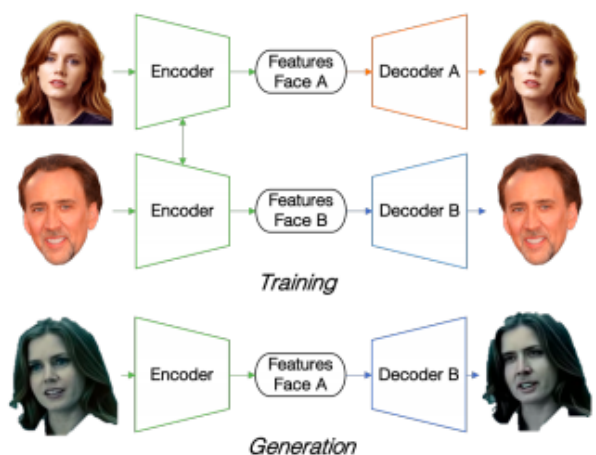 Encoder
Features
Face A
Decoder A
Encoder
Features
Face B
Decoder B
Training
Encoder
Features
Face A
Decoder B
Generation